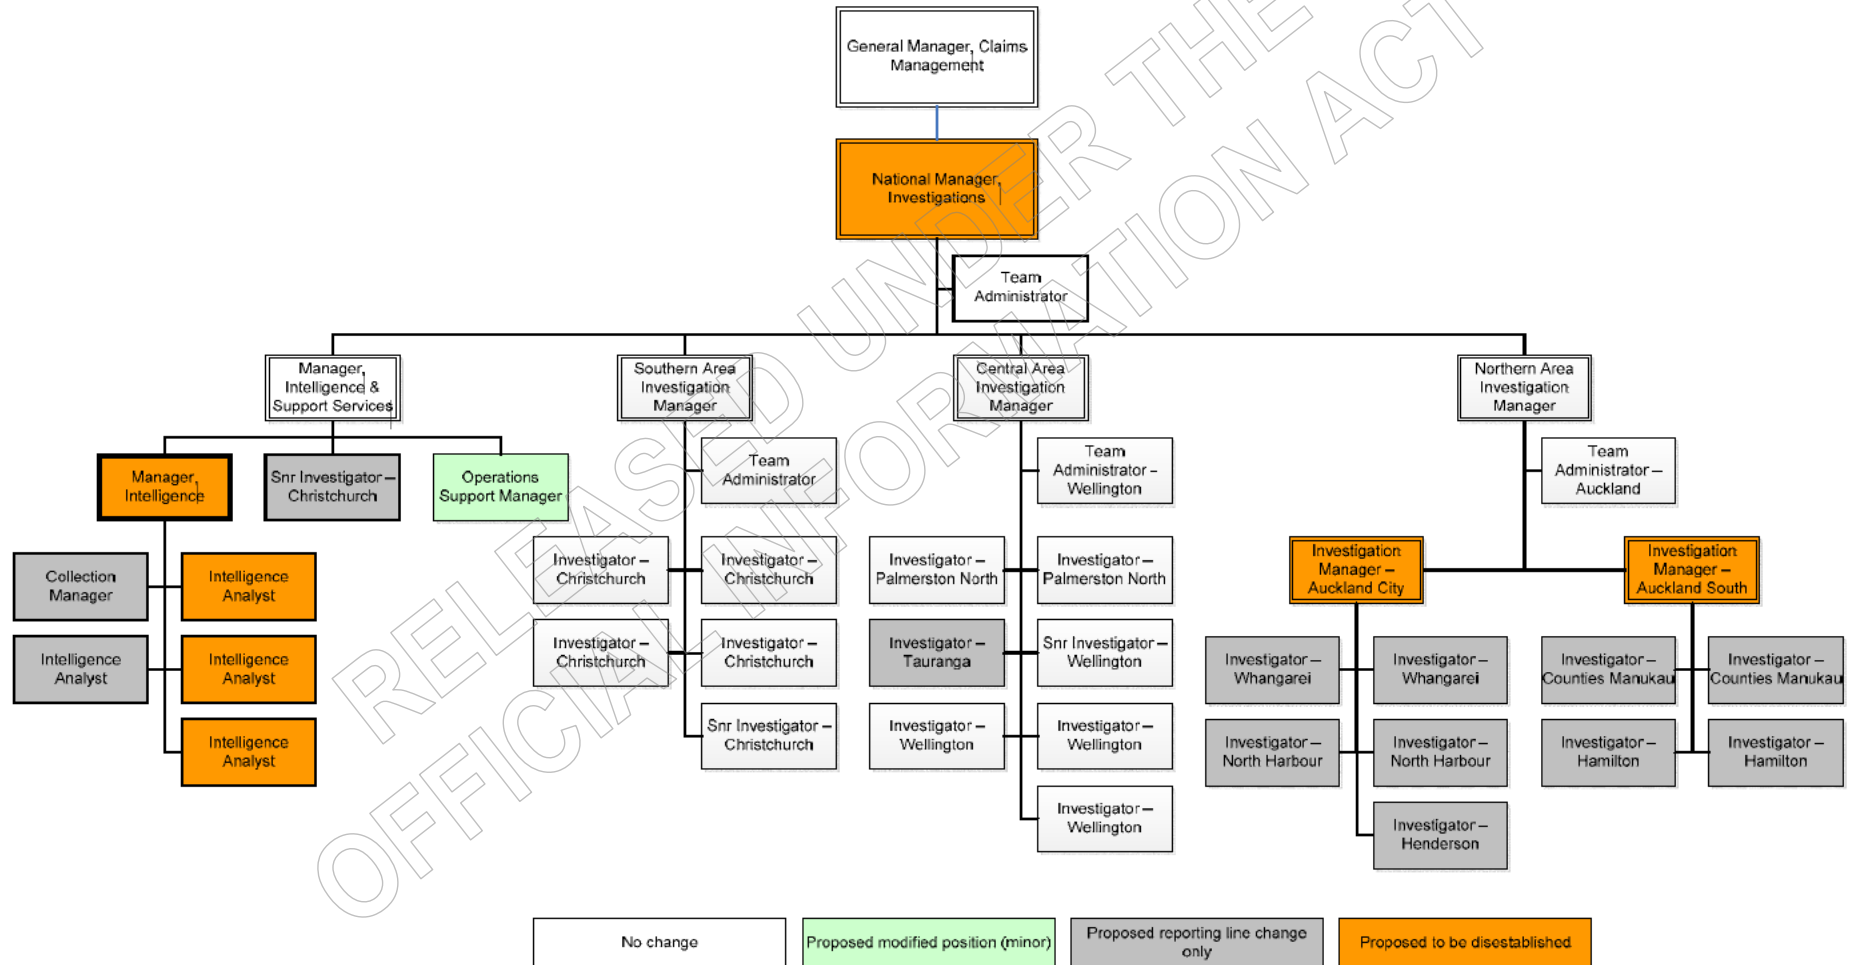 General Manager, Claims
Management
National Manager,
Investigations
Team
Administrator
Manager,
Intelligence &
Support Services
Southern Area
Investigation
Manager
Central Area
Investigation
Manager
Northern Area
Investigation
Manager
Manager,
Intelligence
Snr Investigator –
Christchurch
Operations
Support Manager
Team
Administrator
Team
Administrator –
Wellington
Team
Administrator –
Auckland
Collection
Manager
Intelligence
Analyst
Intelligence
Analyst
Intelligence
Analyst
Intelligence
Analyst
Investigator –
Christchurch
Investigator –
Christchurch
Investigator –
Christchurch
Investigator –
Christchurch
Snr Investigator –
Christchurch
Investigator –
Palmerston North
Investigator –
Palmerston North
Investigator –
Tauranga
Snr Investigator –
Wellington
Investigator –
Wellington
Investigator –
Wellington
Investigator –
Wellington
Investigation
Manager –
Auckland City
Investigation
Manager –
Auckland South
Investigator –
Whangarei
Investigator –
Whangarei
Investigator –
North Harbour
Investigator –
North Harbour
Investigator –
Henderson
Investigator –
Counties Manukau
Investigator –
Counties Manukau
Investigator –
Hamilton
Investigator –
Hamilton
No change
Proposed modified position (minor)
Proposed reporting line change
only
Proposed to be disestablished
RELEASED UNDER THE
OFFICIAL INFORMATION ACT